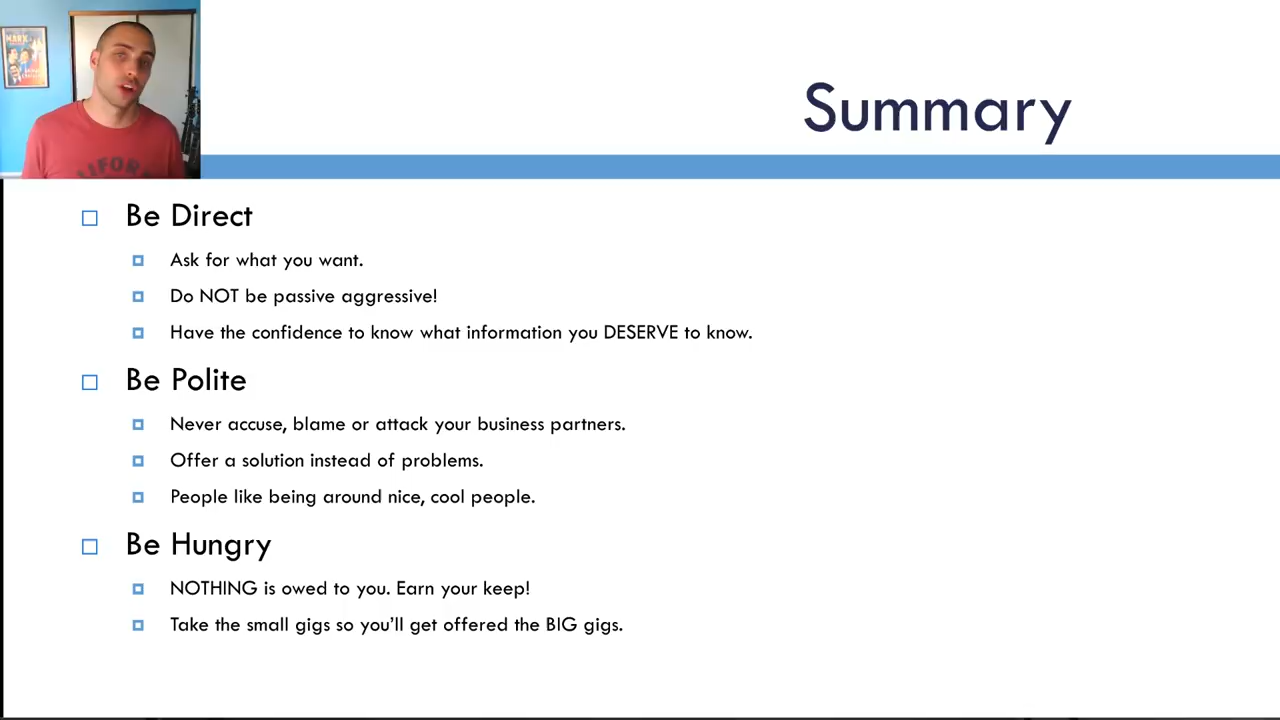 MARX
Summary
LIFOR
Be Direct
Ask for what you want.
Do NOT be passive aggressive!
Have the confidence to know what information you DESERVE to know.
Be Polite
Never accuse, blame or attack your business partners.
Offer a solution instead of problems.
People like being around nice, cool people.
Be Hungry
NOTHING is owed to you. Earn your keep!
Take the small gigs so you'll get offered the BIG gigs.